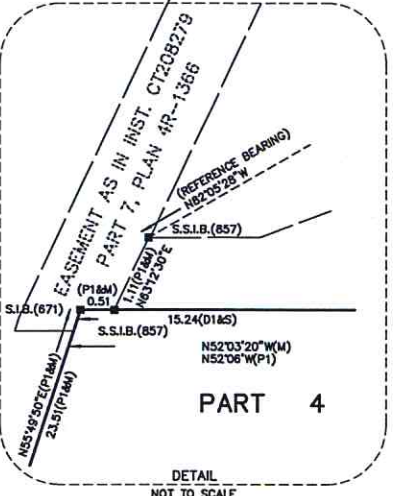 EASEMENT AS IN INST. CT208279
PART 7, PLAN 4R-1366
(REFERENCE BEARING)
N82°05'28"W
S.S.I.B.(857)
1.11(P1&M)
N63°12'30"E
(P1&M)
0.51
S.I.B.(671)
S.S.I.B.(857)
15.24(D1&S)
N52°03'20"W(M)
N52°06'W(P1)
N55°49'50"E(P1&M)
23.51(P1&M)
PART 4
DETAIL
NOT TO SCALE